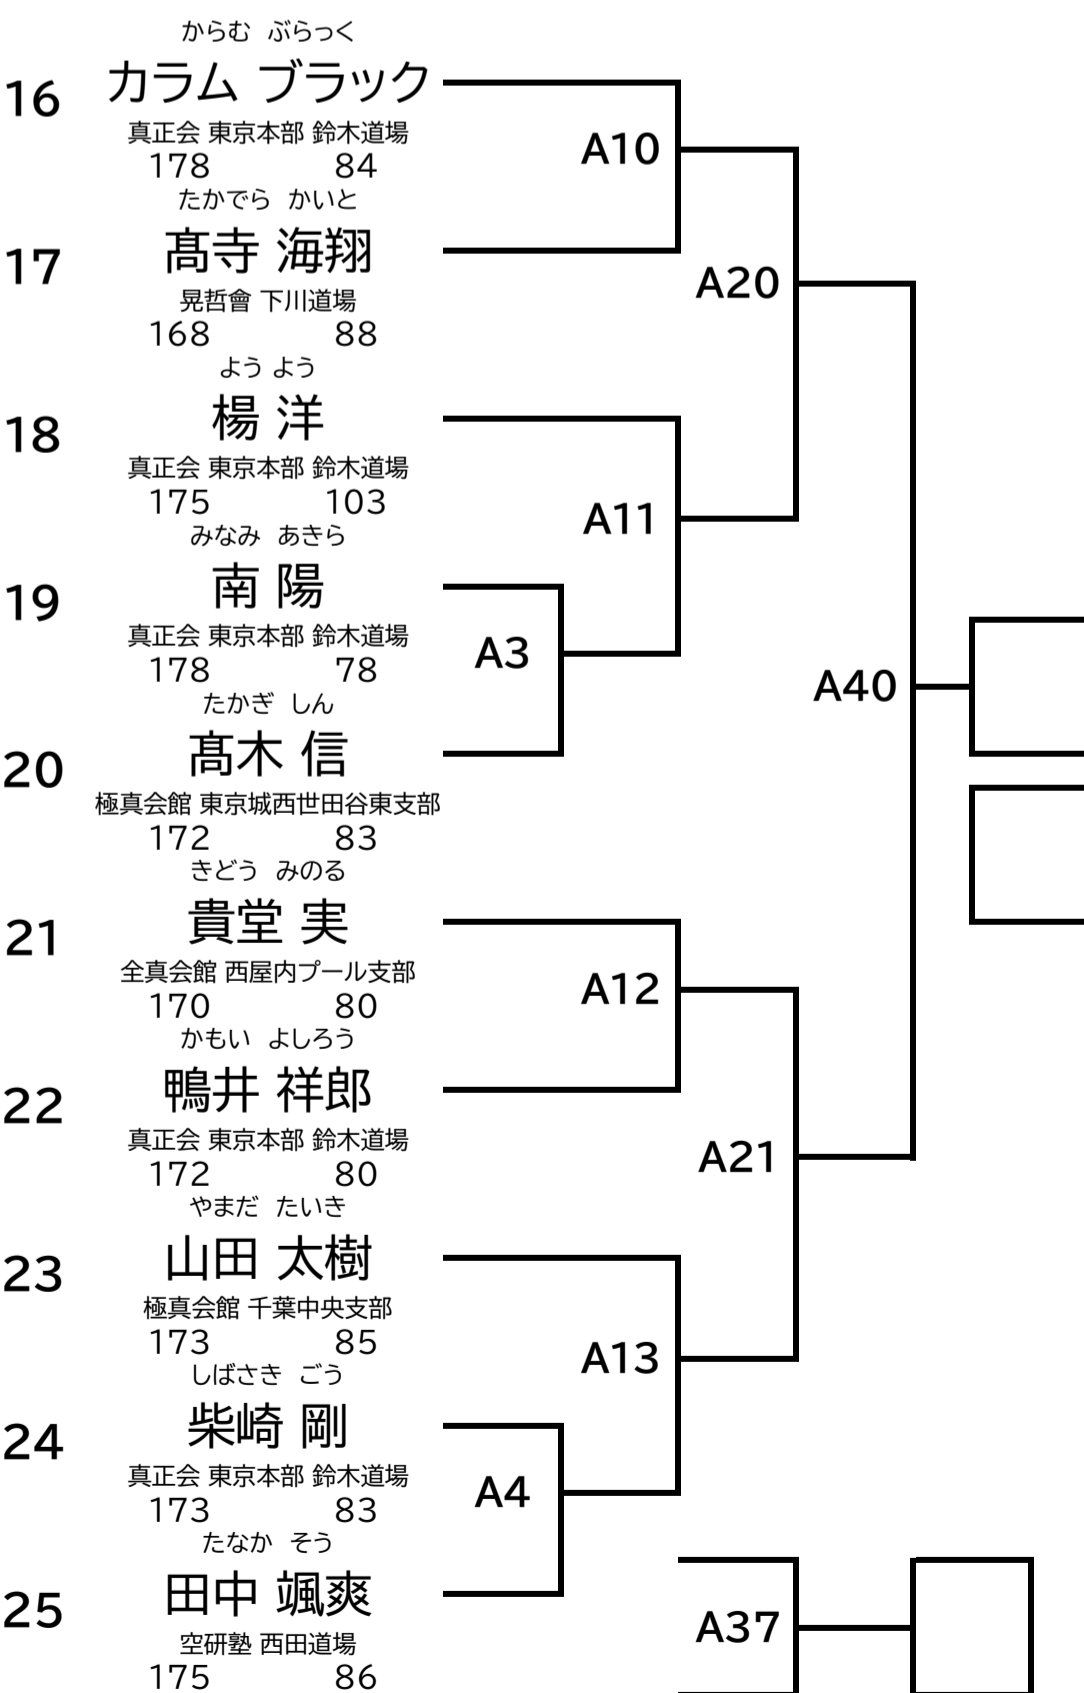 からむ ぶらっく
16 カラム ブラック
真正会 東京本部 鈴木道場
178 84
A10
たかでら かいと
17 髙寺 海翔
晃哲會 下川道場
168 88
A20
よう よう
18 楊 洋
真正会 東京本部 鈴木道場
175 103
A11
みなみ あきら
19 南 陽
真正会 東京本部 鈴木道場
178 78
A3
A40
たかぎ しん
20 髙木 信
極真会館 東京城西世田谷東支部
172 83
きどう みのる
21 貴堂 実
全真会館 西屋内プール支部
170 80
A12
かもい よしろう
22 鴨井 祥郎
真正会 東京本部 鈴木道場
172 80
A21
やまだ たいき
23 山田 太樹
極真会館 千葉中央支部
173 85
A13
しばさき ごう
24 柴崎 剛
真正会 東京本部 鈴木道場
173 83
A4
たなか そう
25 田中 颯爽
空研塾 西田道場
175 86
A37